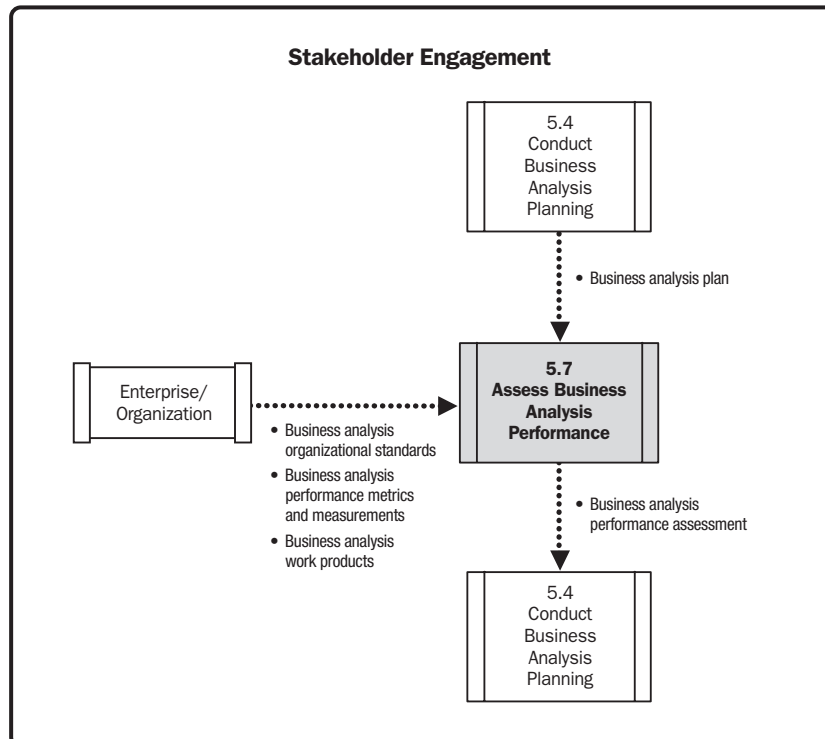 Stakeholder Engagement
5.4
Conduct
Business
Analysis
Planning
• Business analysis plan
Enterprise/
Organization
5.7
Assess Business
Analysis
Performance
• Business analysis
organizational standards
• Business analysis
performance metrics
and measurements
• Business analysis
work products
• Business analysis
performance assessment
5.4
Conduct
Business
Analysis
Planning